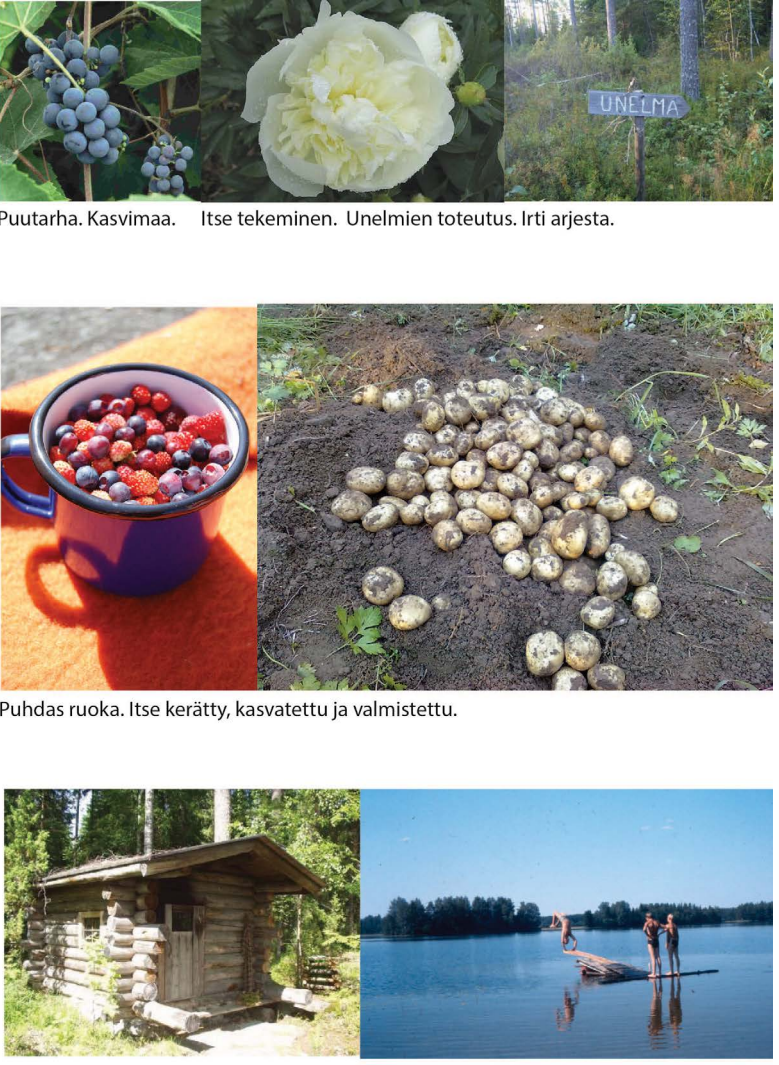 UNELMA
Puutarha. Kasvimaa. Itse tekeminen. Unelmien toteutus. Irti arjesta.
Puhdas ruoka. Itse kerätty, kasvatettu ja valmistettu.